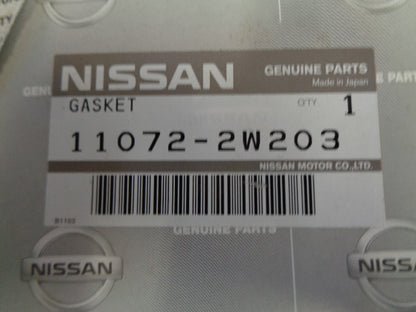 NISSAN
GENUINE PARTS
Made in Japan
GASKET
QTY 1
11072-2W203
NISSAN MOTOR CO.,LTD.
GENUINE PARTS
NISSAN
NISSAN